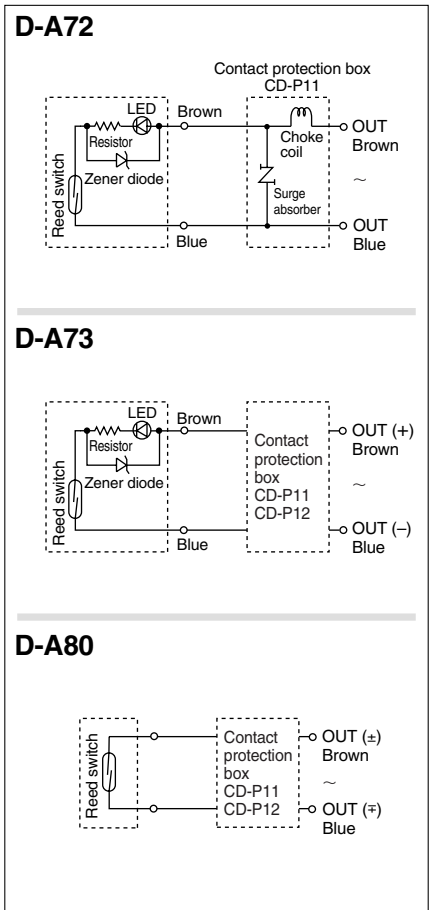 D-A72
Contact protection box
CD-P11
LED
Brown
Resistor
Zener diode
Reed switch
Choke
coil
OUT
Brown
~
Surge
absorber
OUT
Blue
Blue
D-A73
LED
Brown
Resistor
Zener diode
Reed switch
Contact
protection
box
CD-P11
CD-P12
OUT (+)
Brown
~
OUT (−)
Blue
Blue
D-A80
Reed switch
Contact
protection
box
CD-P11
CD-P12
OUT (±)
Brown
~
OUT (∓)
Blue